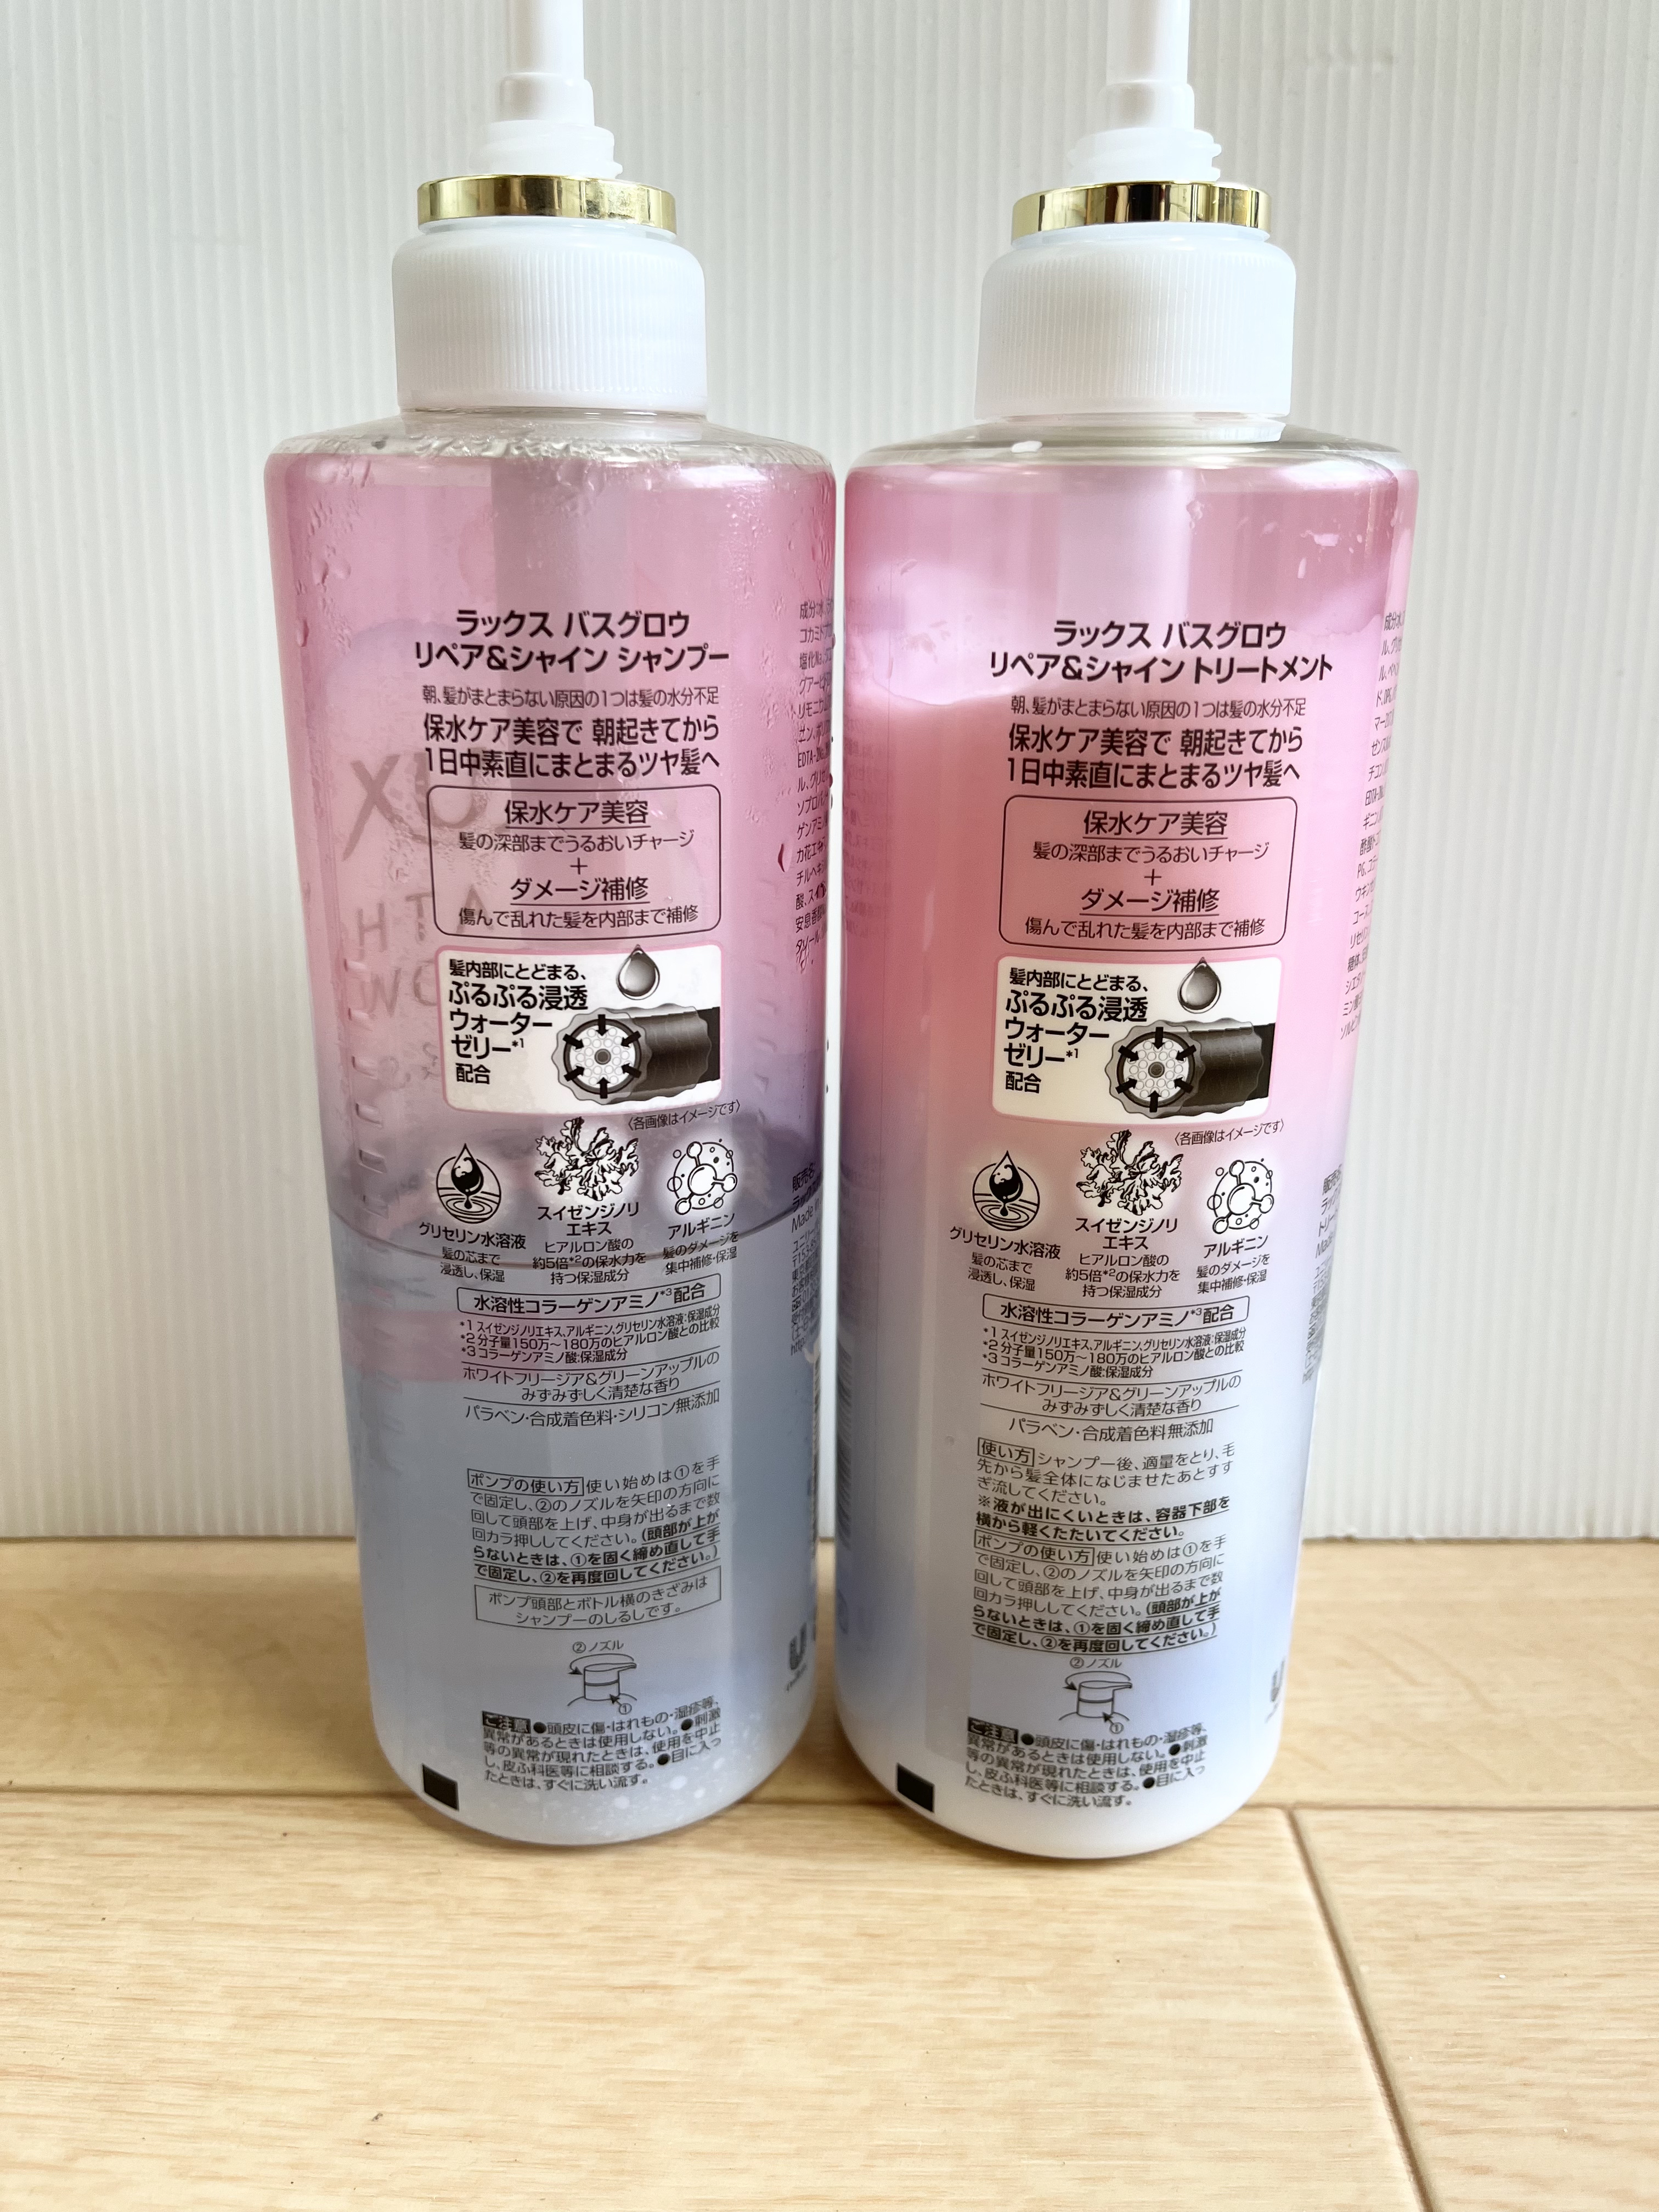 ラックス バスグロウ
リペア&シャイン シャンプー
朝、髪がまとまらない原因の1つは髪の水分不足
保水ケア美容で 朝起きてから
1日中素直にまとまるツヤ髪へ
保水ケア美容
髪の深部までうるおいチャージ
+
ダメージ補修
傷んで乱れた髪を内部まで補修
髪内部にとどまる、
ぷるぷる浸透
ウォーター
ゼリー*1
配合
〈各画像はイメージです〉
グリセリン水溶液
髪の芯まで
浸透し、保湿
スイゼンジノリ
エキス
ヒアルロン酸の
約5倍*2の保水力を
持つ保湿成分
アルギニン
髪のダメージを
集中補修・保湿
水溶性コラーゲンアミノ*3配合
*1 スイゼンジノリエキス、アルギニン、グリセリン水溶液:保湿成分
*2 分子量150万～180万のヒアルロン酸との比較
*3 コラーゲンアミノ酸:保湿成分
ホワイトフリージア&グリーンアップルの
みずみずしく清楚な香り
パラベン・合成着色料・シリコン無添加
ポンプの使い方 使い始めは①を手
で固定し、②のノズルを矢印の方向に
回して頭部を上げ、中身が出るまで数
回カラ押ししてください。(頭部が上が
らないときは、①を固く締め直して手
で固定し、②を再度回してください。)
ポンプ頭部とボトル横のきざみは
シャンプーのしるしです。
②ノズル
①
ご注意 ●頭皮に傷・はれもの・湿疹等、
異常があるときは使用しない。●刺激
等の異常が現れたときは、使用を中止
し、皮ふ科医等に相談する。●目に入っ
たときは、すぐに洗い流す。
ラックス バスグロウ
リペア&シャイン トリートメント
朝、髪がまとまらない原因の1つは髪の水分不足
保水ケア美容で 朝起きてから
1日中素直にまとまるツヤ髪へ
保水ケア美容
髪の深部までうるおいチャージ
+
ダメージ補修
傷んで乱れた髪を内部まで補修
髪内部にとどまる、
ぷるぷる浸透
ウォーター
ゼリー*1
配合
〈各画像はイメージです〉
グリセリン水溶液
髪の芯まで
浸透し、保湿
スイゼンジノリ
エキス
ヒアルロン酸の
約5倍*2の保水力を
持つ保湿成分
アルギニン
髪のダメージを
集中補修・保湿
水溶性コラーゲンアミノ*3配合
*1 スイゼンジノリエキス、アルギニン、グリセリン水溶液:保湿成分
*2 分子量150万～180万のヒアルロン酸との比較
*3 コラーゲンアミノ酸:保湿成分
ホワイトフリージア&グリーンアップルの
みずみずしく清楚な香り
パラベン・合成着色料 無添加
使い方 シャンプー後、適量をとり、毛
先から髪全体になじませたあとすす
ぎ流してください。
※液が出にくいときは、容器下部を
横から軽くたたいてください。
ポンプの使い方 使い始めは①を手
で固定し、②のノズルを矢印の方向に
回して頭部を上げ、中身が出るまで数
回カラ押ししてください。(頭部が上が
らないときは、①を固く締め直して手
で固定し、②を再度回してください。)
②ノズル
①
ご注意 ●頭皮に傷・はれもの・湿疹等、
異常があるときは使用しない。●刺激
等の異常が現れたときは、使用を中止
し、皮ふ科医等に相談する。●目に入っ
たときは、すぐに洗い流す。